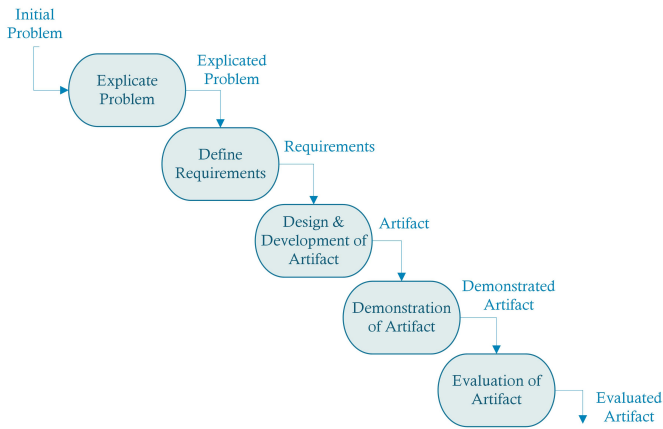 Initial
Problem
Explicate
Problem
Explicated
Problem
Define
Requirements
Requirements
Design &
Development of
Artifact
Artifact
Demonstration
of Artifact
Demonstrated
Artifact
Evaluation of
Artifact
Evaluated
Artifact